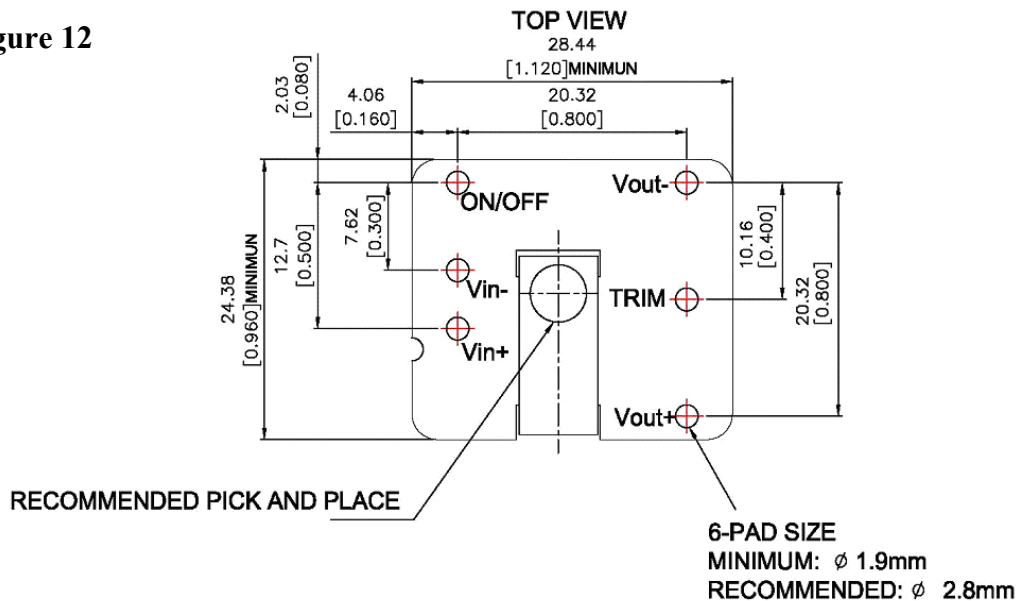 gure 12
TOP VIEW
28.44
[1.120]MINIMUN
2.03
[0.080]
4.06
[0.160]
20.32
[0.800]
ON/OFF
Vout-
7.62
[0.300]
12.7
[0.500]
24.38
[0.960]MINIMUN
10.16
[0.400]
20.32
[0.800]
Vin-
TRIM
Vin+
Vout+
RECOMMENDED PICK AND PLACE
6-PAD SIZE
MINIMUM: ϕ 1.9mm
RECOMMENDED: ϕ 2.8mm